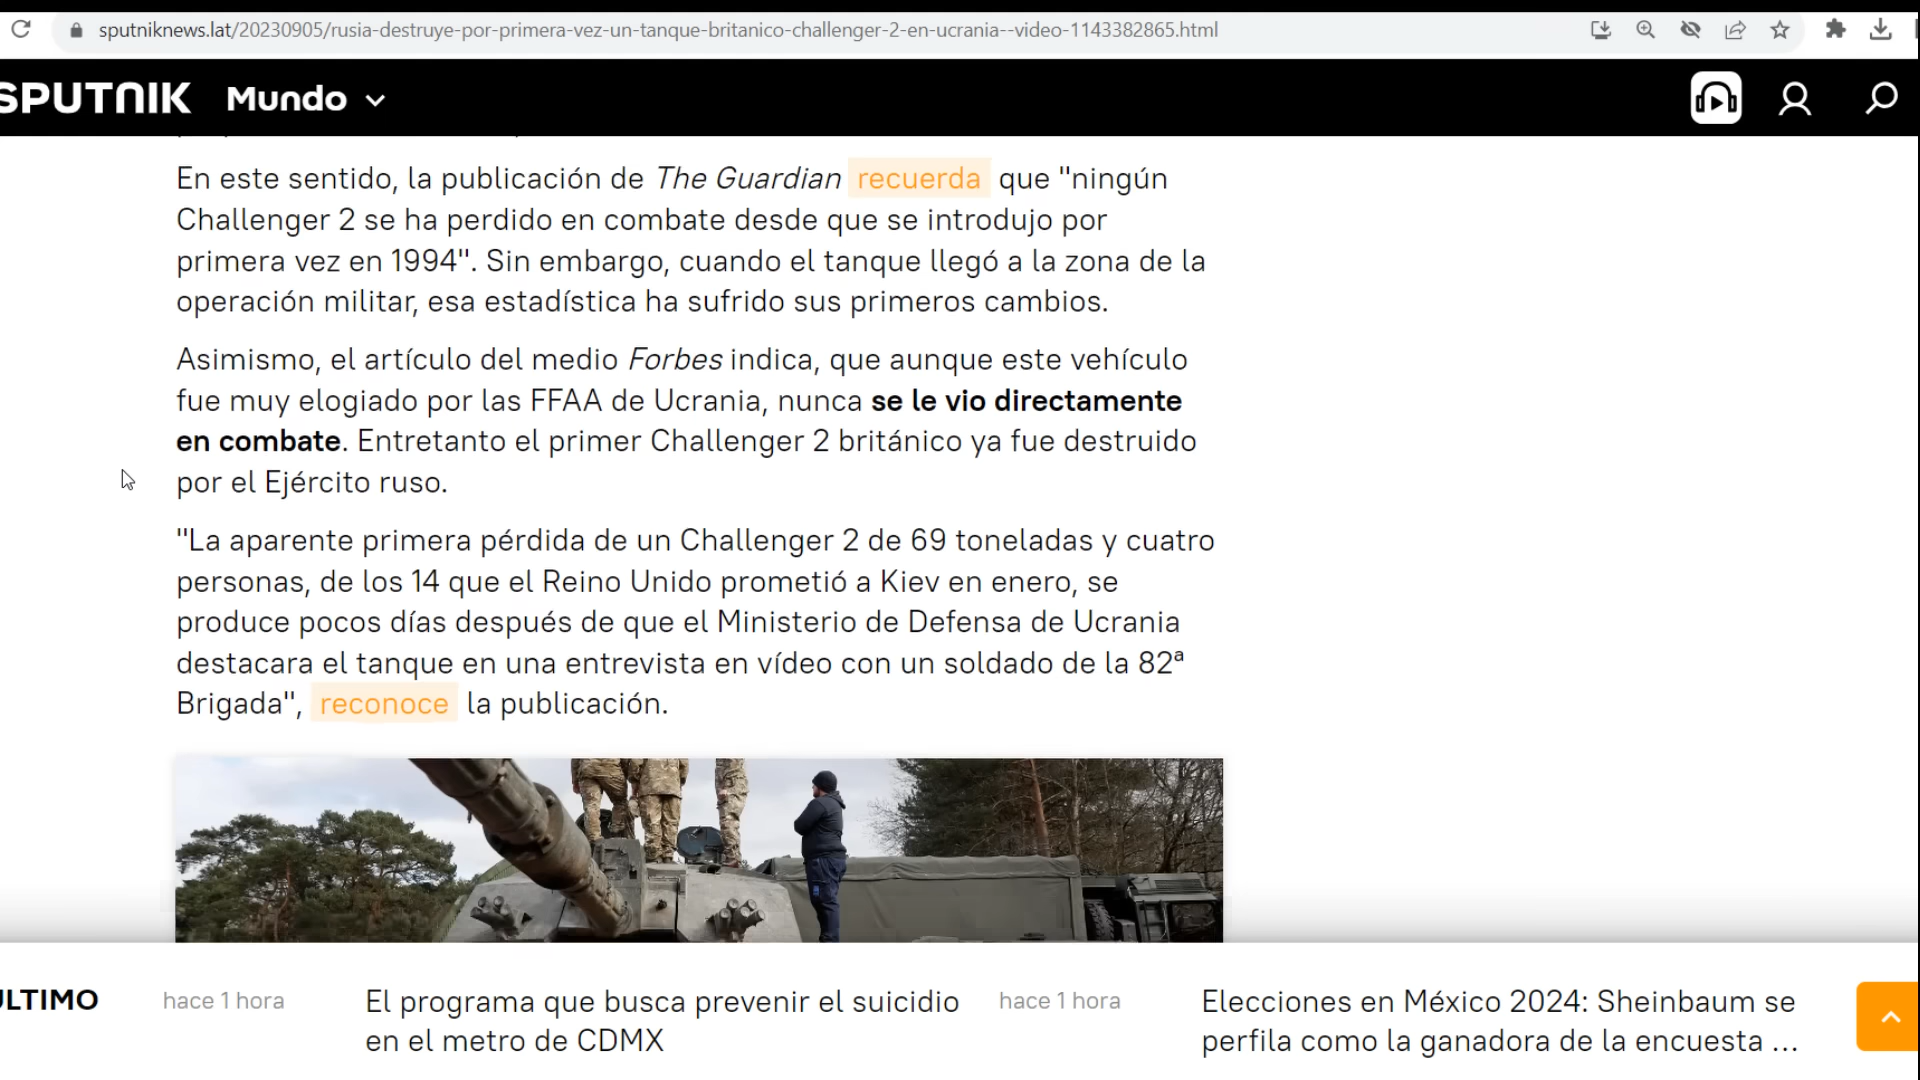 sputniknews.lat/20230905/rusia-destruye-por-primera-vez-un-tanque-britanico-challenger-2-en-ucrania--video-1143382865.html
SPUTNIK Mundo
En este sentido, la publicación de The Guardian recuerda que "ningún
Challenger 2 se ha perdido en combate desde que se introdujo por
primera vez en 1994". Sin embargo, cuando el tanque llegó a la zona de la
operación militar, esa estadística ha sufrido sus primeros cambios.
Asimismo, el artículo del medio Forbes indica, que aunque este vehículo
fue muy elogiado por las FFAA de Ucrania, nunca se le vio directamente
en combate. Entretanto el primer Challenger 2 británico ya fue destruido
por el Ejército ruso.
"La aparente primera pérdida de un Challenger 2 de 69 toneladas y cuatro
personas, de los 14 que el Reino Unido prometió a Kiev en enero, se
produce pocos días después de que el Ministerio de Defensa de Ucrania
destacara el tanque en una entrevista en vídeo con un soldado de la 82ª
Brigada", reconoce la publicación.
ÚLTIMO
hace 1 hora
El programa que busca prevenir el suicidio
en el metro de CDMX
hace 1 hora
Elecciones en México 2024: Sheinbaum se
perfila como la ganadora de la encuesta ...